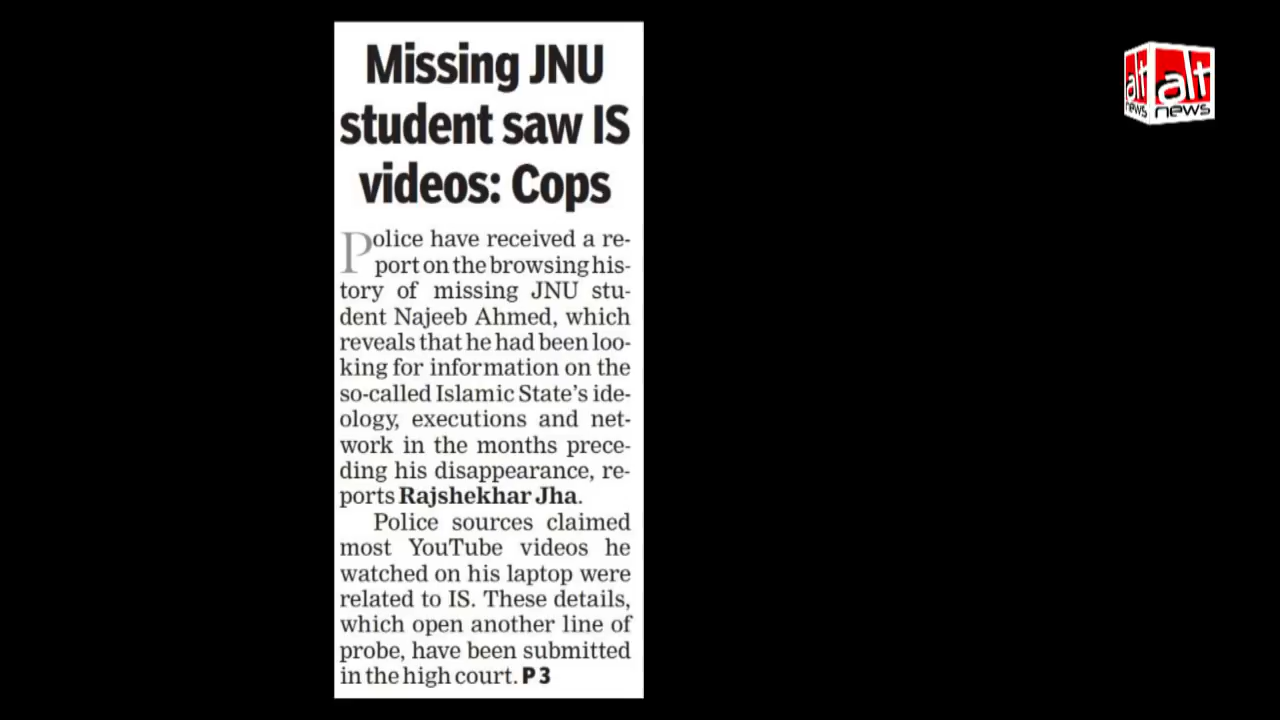 Missing JNU
student saw IS
videos: Cops
Police have received a re-
port on the browsing his-
tory of missing JNU stu-
dent Najeeb Ahmed, which
reveals that he had been loo-
king for information on the
so-called Islamic State's ide-
ology, executions and net-
work in the months prece-
ding his disappearance, re-
ports Rajshekhar Jha.
Police sources claimed
most YouTube videos he
watched on his laptop were
related to IS. These details,
which open another line of
probe, have been submitted
in the high court. P 3
alt alt
news news